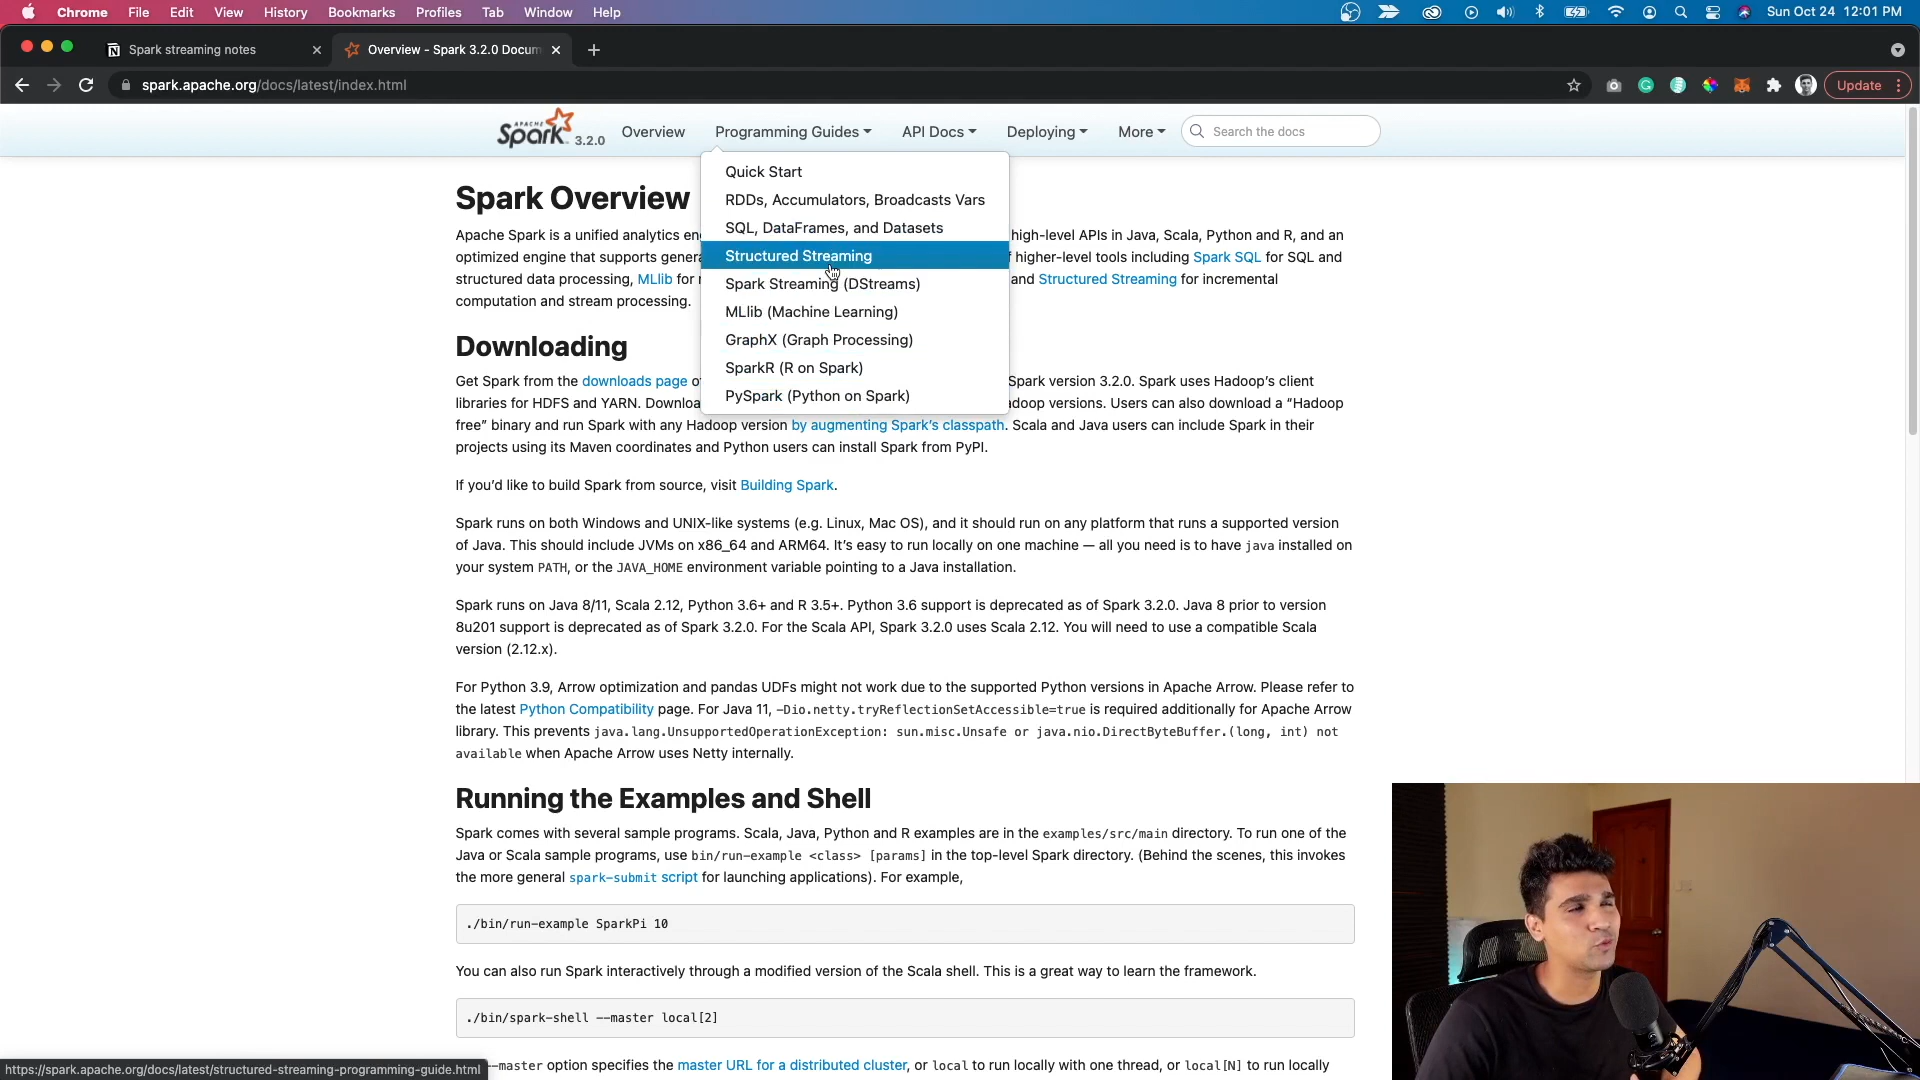 Chrome File Edit View History Bookmarks Profiles Tab Window Help Sun Oct 24 12:01 PM
Spark streaming notes Overview - Spark 3.2.0 Docum
spark.apache.org/docs/latest/index.html Update
APACHE Spark 3.2.0 Overview Programming Guides API Docs Deploying More Search the docs
Quick Start
RDDs, Accumulators, Broadcasts Vars
SQL, DataFrames, and Datasets
Structured Streaming
Spark Streaming (DStreams)
MLlib (Machine Learning)
GraphX (Graph Processing)
SparkR (R on Spark)
PySpark (Python on Spark)
Spark Overview
Apache Spark is a unified analytics en high-level APIs in Java, Scala, Python and R, and an
optimized engine that supports genera f higher-level tools including Spark SQL for SQL and
structured data processing, MLlib for and Structured Streaming for incremental
computation and stream processing.
Downloading
Get Spark from the downloads page o Spark version 3.2.0. Spark uses Hadoop's client
libraries for HDFS and YARN. Downloa doop versions. Users can also download a “Hadoop
free” binary and run Spark with any Hadoop version by augmenting Spark's classpath. Scala and Java users can include Spark in their
projects using its Maven coordinates and Python users can install Spark from PyPI.
If you'd like to build Spark from source, visit Building Spark.
Spark runs on both Windows and UNIX-like systems (e.g. Linux, Mac OS), and it should run on any platform that runs a supported version
of Java. This should include JVMs on x86_64 and ARM64. It's easy to run locally on one machine — all you need is to have java installed on
your system PATH, or the JAVA_HOME environment variable pointing to a Java installation.
Spark runs on Java 8/11, Scala 2.12, Python 3.6+ and R 3.5+. Python 3.6 support is deprecated as of Spark 3.2.0. Java 8 prior to version
8u201 support is deprecated as of Spark 3.2.0. For the Scala API, Spark 3.2.0 uses Scala 2.12. You will need to use a compatible Scala
version (2.12.x).
For Python 3.9, Arrow optimization and pandas UDFs might not work due to the supported Python versions in Apache Arrow. Please refer to
the latest Python Compatibility page. For Java 11, -Dio.netty.tryReflectionSetAccessible=true is required additionally for Apache Arrow
library. This prevents java.lang.UnsupportedOperationException: sun.misc.Unsafe or java.nio.DirectByteBuffer.(long, int) not
available when Apache Arrow uses Netty internally.
Running the Examples and Shell
Spark comes with several sample programs. Scala, Java, Python and R examples are in the examples/src/main directory. To run one of the
Java or Scala sample programs, use bin/run-example <class> [params] in the top-level Spark directory. (Behind the scenes, this invokes
the more general spark-submit script for launching applications). For example,
./bin/run-example SparkPi 10
You can also run Spark interactively through a modified version of the Scala shell. This is a great way to learn the framework.
./bin/spark-shell --master local[2]
--master option specifies the master URL for a distributed cluster, or local to run locally with one thread, or local[N] to run locally
https://spark.apache.org/docs/latest/structured-streaming-programming-guide.html